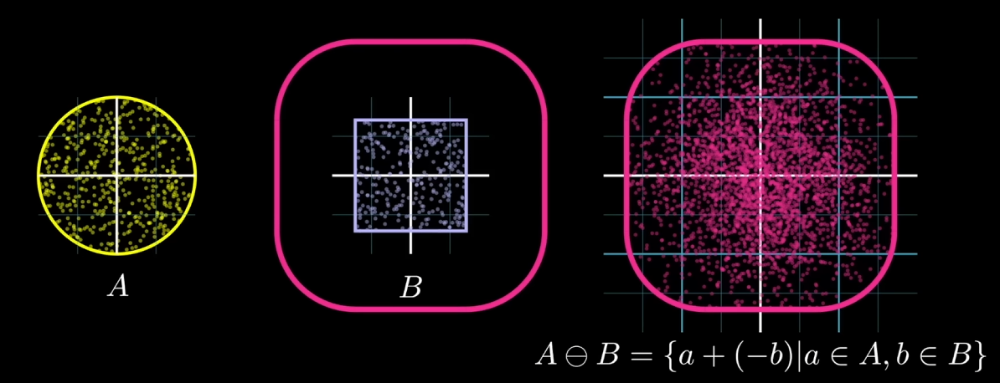 A
B
A ⊖ B = {a + (−b)|a ∈ A, b ∈ B}